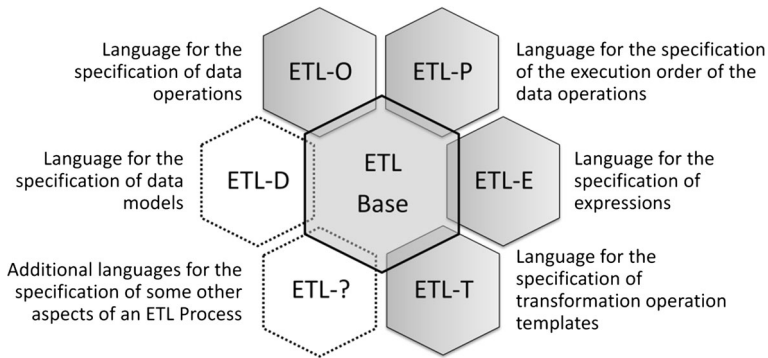 Language for the
specification of data
operations
ETL-O
ETL-P
Language for the specification
of the execution order of the
data operations
Language for the
specification of data
models
ETL-D
ETL
Base
ETL-E
Language for the
specification of
expressions
Additional languages for the
specification of some other
aspects of an ETL Process
ETL-?
ETL-T
Language for the
specification of
transformation operation
templates